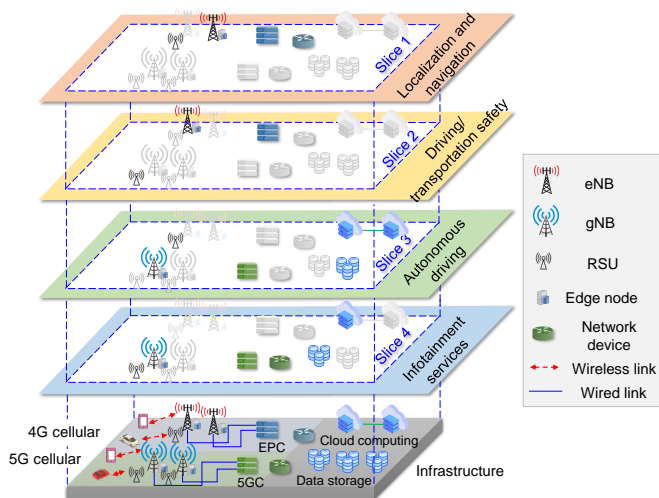 Slice 1
Localization and
navigation
Slice 2
Driving/
transportation safety
Slice 3
Autonomous
driving
Slice 4
Infotainment
services
4G cellular
5G cellular
EPC
5GC
Cloud computing
Data storage
Infrastructure
eNB
gNB
RSU
Edge node
Network
device
Wireless link
Wired link